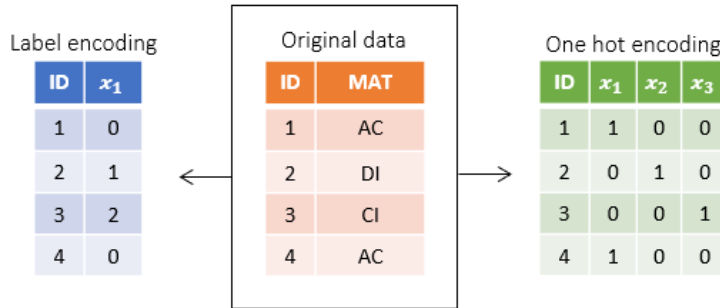 Label encoding
ID x₁
1 0
2 1
3 2
4 0
Original data
ID MAT
1 AC
2 DI
3 CI
4 AC
One hot encoding
ID x₁ x₂ x₃
1 1 0 0
2 0 1 0
3 0 0 1
4 1 0 0